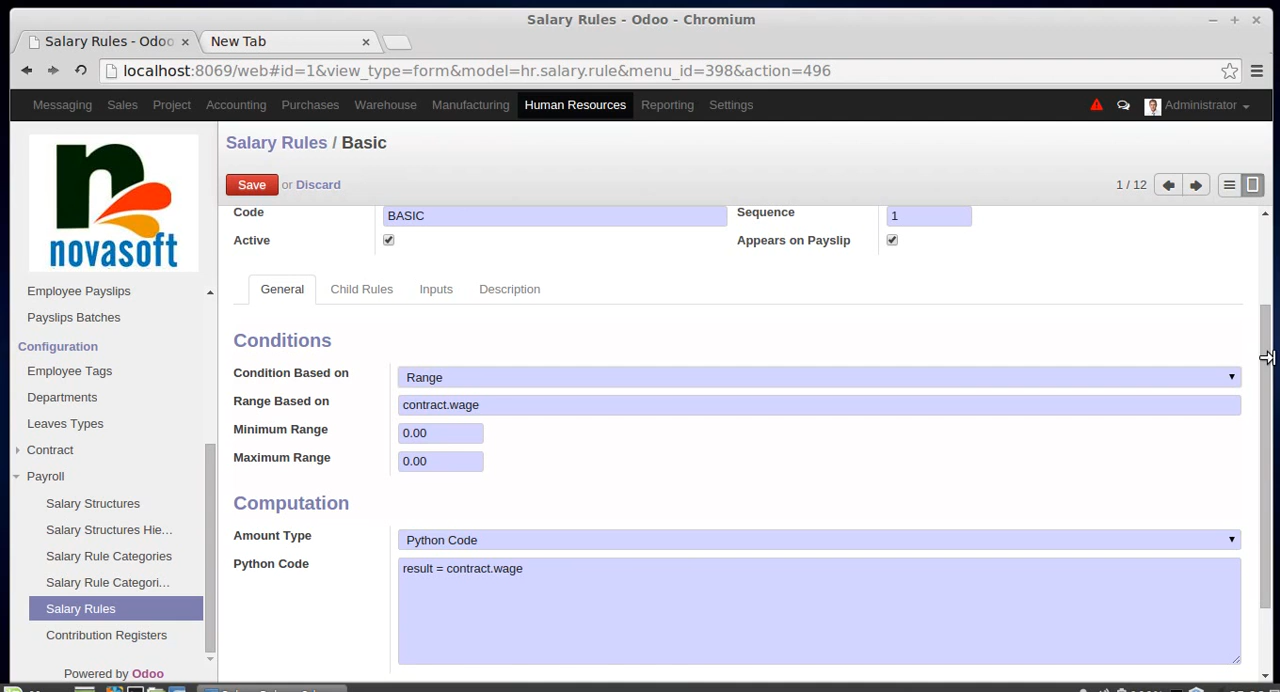 Salary Rules - Odoo - Chromium
Salary Rules - Odoo
New Tab
localhost:8069/web#id=1&view_type=form&model=hr.salary.rule&menu_id=398&action=496
Messaging Sales Project Accounting Purchases Warehouse Manufacturing Human Resources Reporting Settings Administrator
novasoft
Employee Payslips
Payslips Batches
Configuration
Employee Tags
Departments
Leaves Types
Contract
Payroll
Salary Structures
Salary Structures Hie...
Salary Rule Categories
Salary Rule Categori...
Salary Rules
Contribution Registers
Powered by Odoo
Salary Rules / Basic
Save or Discard
1 / 12
Code BASIC Sequence 1
Active Appears on Payslip
General Child Rules Inputs Description
Conditions
Condition Based on Range
Range Based on contract.wage
Minimum Range 0.00
Maximum Range 0.00
Computation
Amount Type Python Code
Python Code result = contract.wage